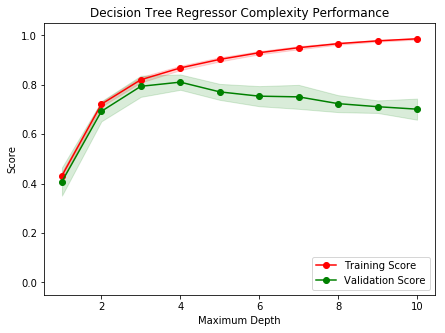 Decision Tree Regressor Complexity Performance
1.0
0.8
0.6
0.4
0.2
0.0
Score
2 4 6 8 10
Maximum Depth
Training Score
Validation Score